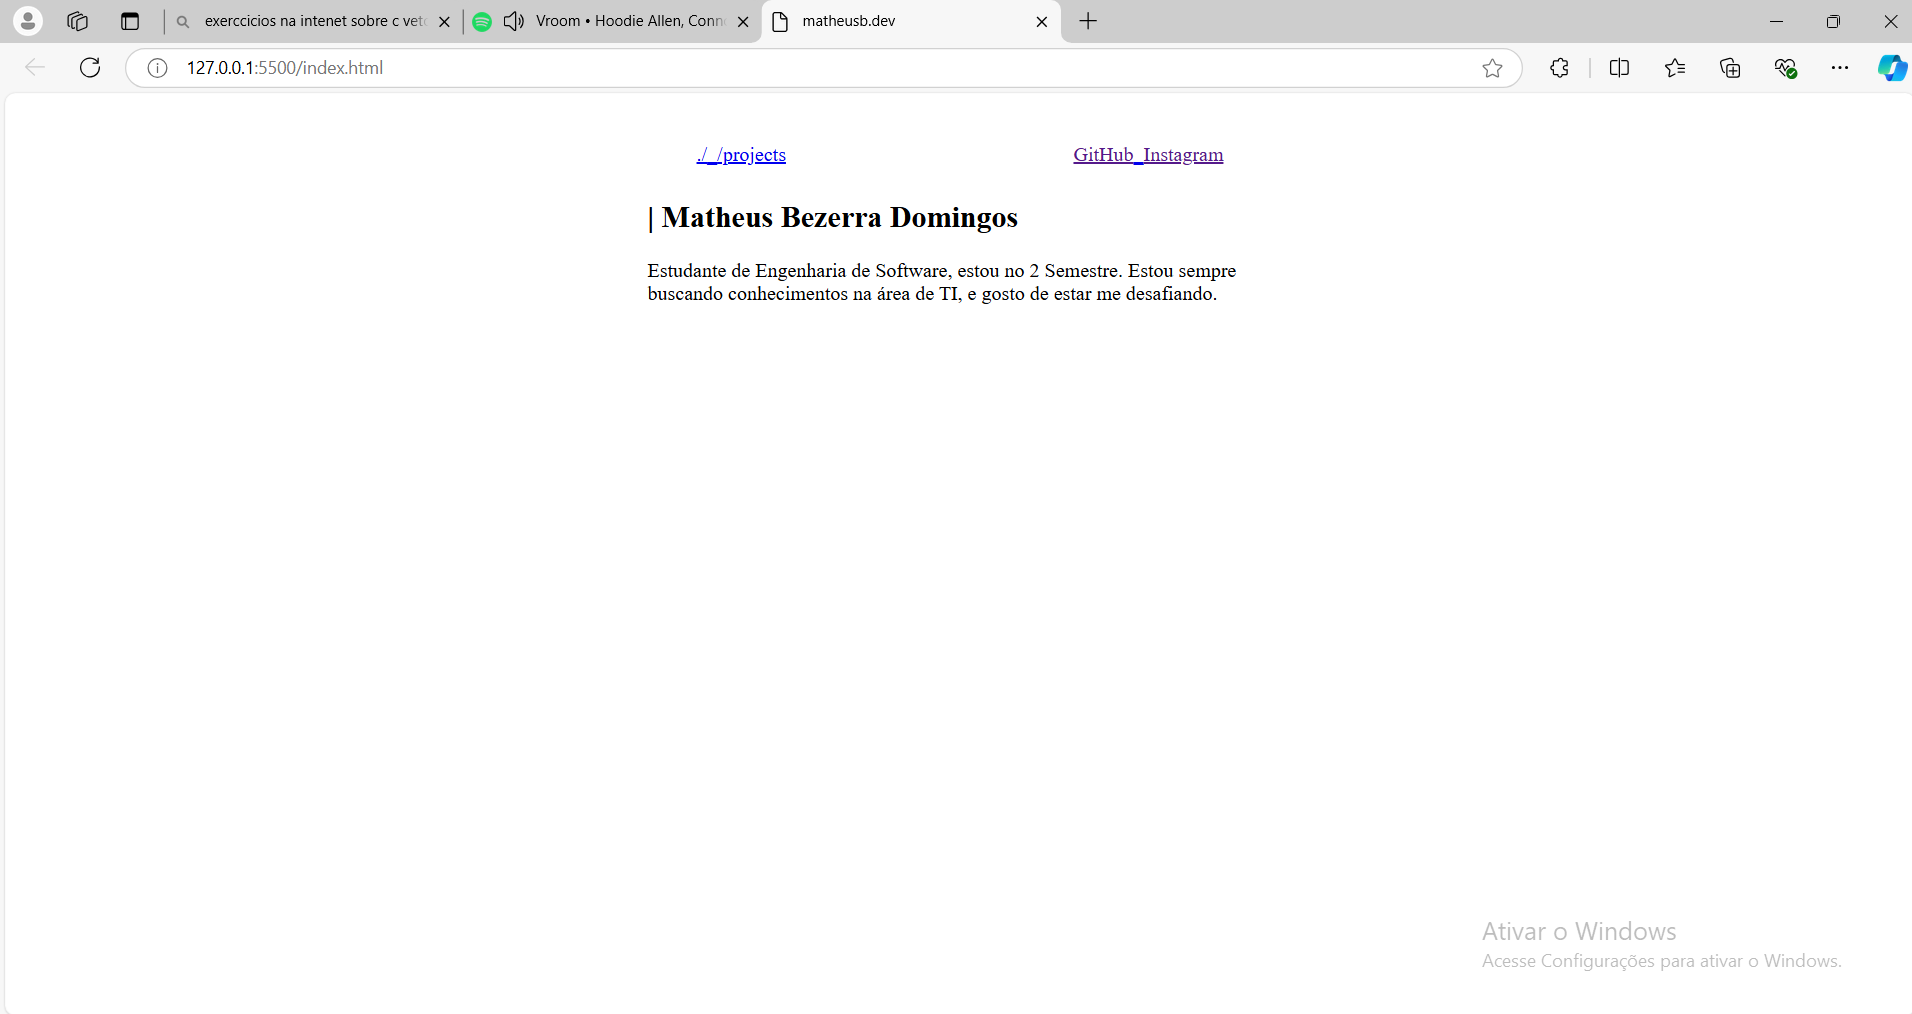 exerccicios na intenet sobre c veto
Vroom • Hoodie Allen, Conn
matheusb.dev
127.0.0.1:5500/index.html
./_/projects
GitHub_Instagram
| Matheus Bezerra Domingos
Estudante de Engenharia de Software, estou no 2 Semestre. Estou sempre
buscando conhecimentos na área de TI, e gosto de estar me desafiando.
Ativar o Windows
Acesse Configurações para ativar o Windows.